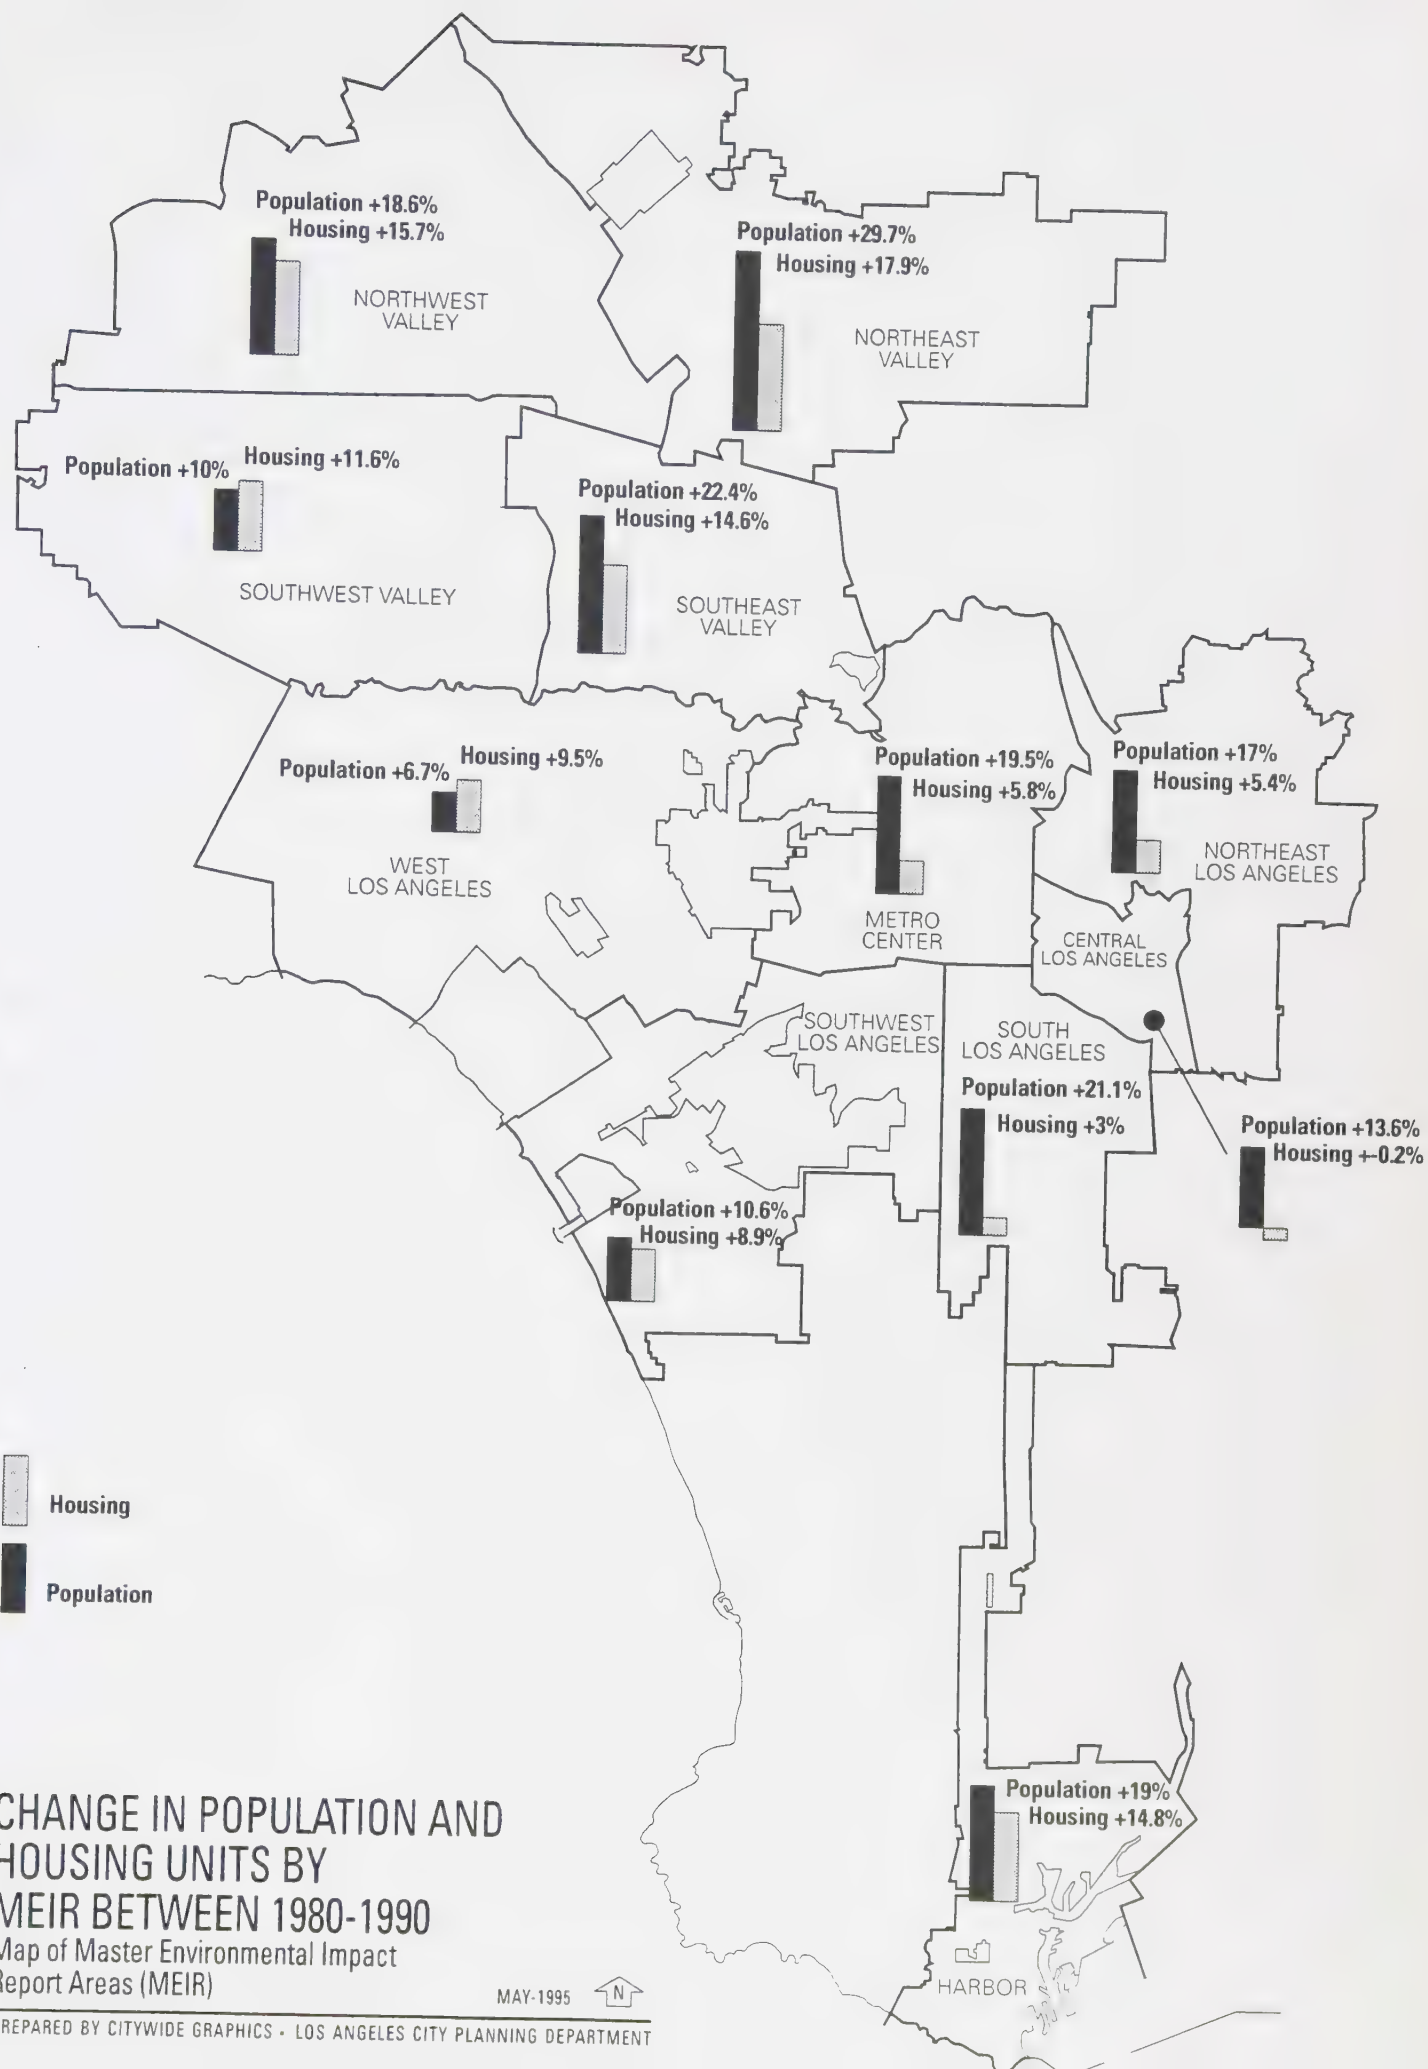 Population +18.6%
Housing +15.7%
NORTHWEST
VALLEY
Population +29.7%
Housing +17.9%
NORTHEAST
VALLEY
Population +10%
Housing +11.6%
SOUTHWEST VALLEY
Population +22.4%
Housing +14.6%
SOUTHEAST
VALLEY
Population +6.7%
Housing +9.5%
WEST
LOS ANGELES
Population +19.5%
Housing +5.8%
METRO
CENTER
Population +17%
Housing +5.4%
NORTHEAST
LOS ANGELES
CENTRAL
LOS ANGELES
SOUTHWEST
LOS ANGELES
SOUTH
LOS ANGELES
Population +21.1%
Housing +3%
Population +13.6%
Housing +-0.2%
Population +10.6%
Housing +8.9%
Housing
Population
Population +19%
Housing +14.8%
HARBOR
CHANGE IN POPULATION AND
HOUSING UNITS BY
MEIR BETWEEN 1980-1990
Map of Master Environmental Impact
Report Areas (MEIR)
MAY-1995
N
PREPARED BY CITYWIDE GRAPHICS • LOS ANGELES CITY PLANNING DEPARTMENT